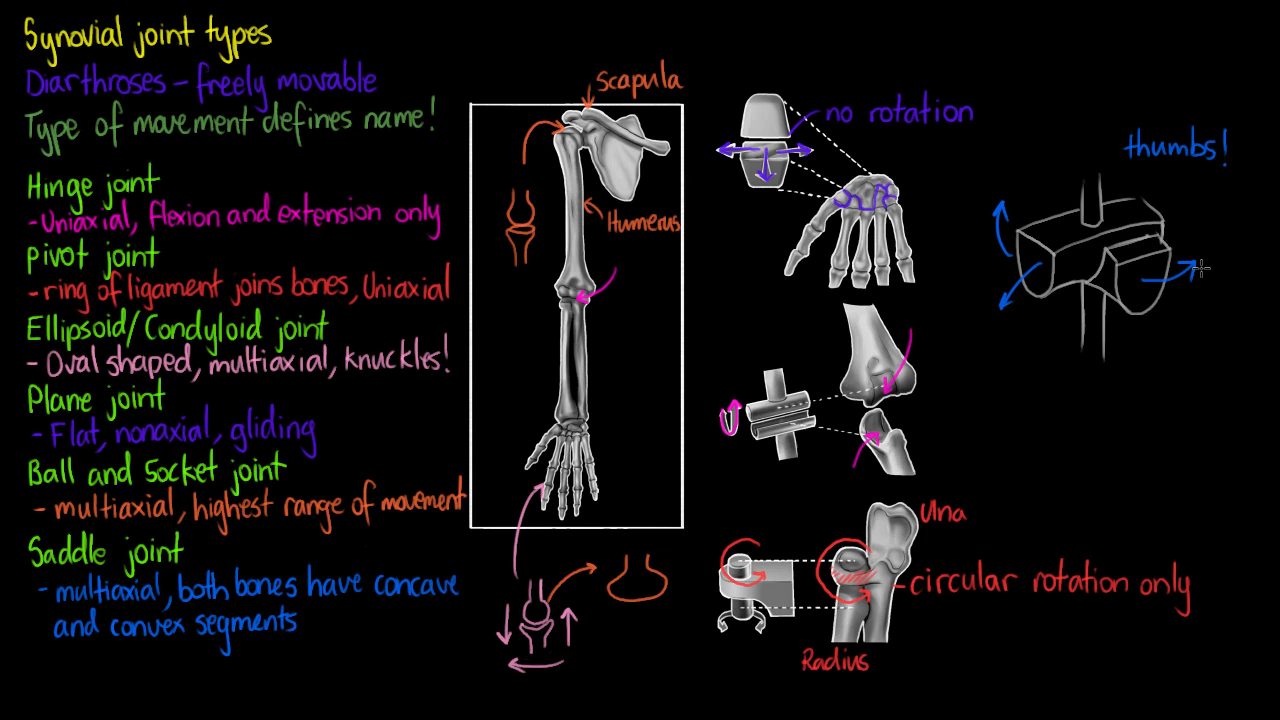 Synovial joint types
Diarthroses – freely movable
Type of movement defines name!
Hinge joint
- Uniaxial, flexion and extension only
Pivot joint
- ring of ligament joins bones, Uniaxial
Ellipsoid/Condyloid joint
- Oval shaped, multiaxial, knuckles!
Plane joint
- Flat, nonaxial, gliding
Ball and Socket joint
- multiaxial, highest range of movement
Saddle joint
- multiaxial, both bones have concave
and convex segments
Scapula
Humerus
no rotation
thumbs!
Una
circular rotation only
Radius